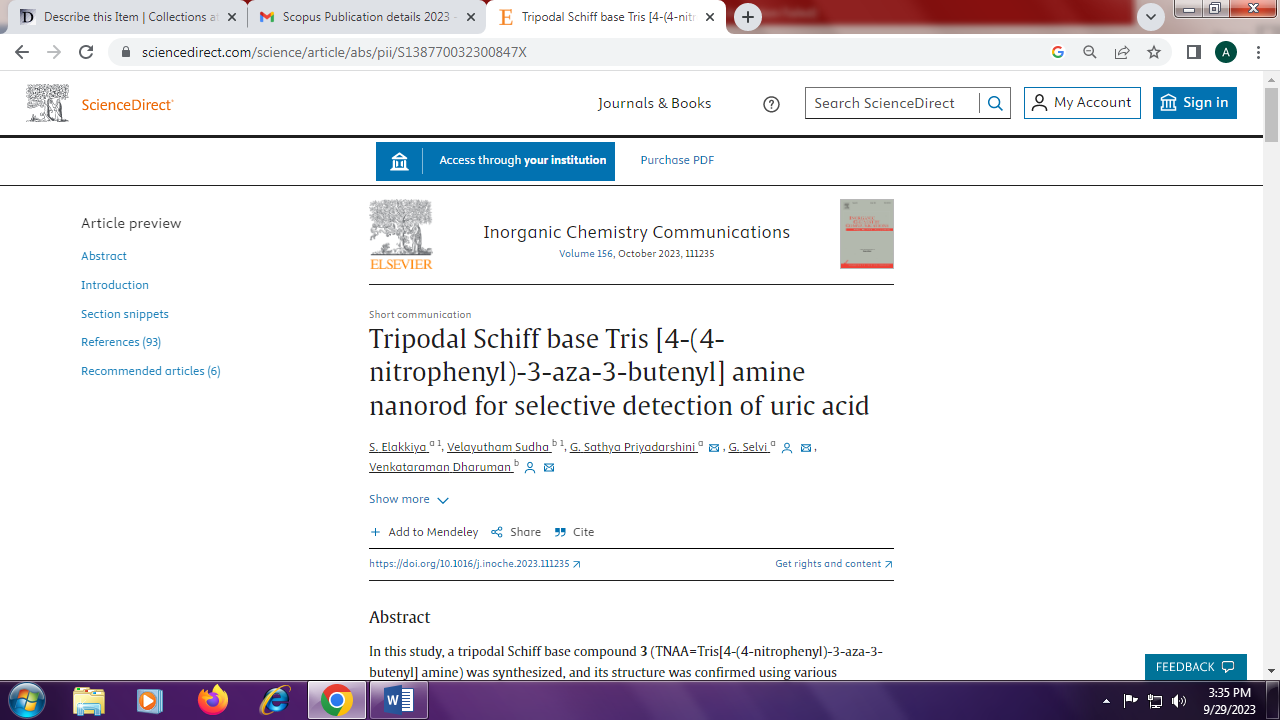 Describe this Item | Collections at
Scopus Publication details 2023 -
Tripodal Schiff base Tris [4-(4-nitr
sciencedirect.com/science/article/abs/pii/S138770032300847X
A
ScienceDirect
Journals & Books
Search ScienceDirect
My Account
Sign in
Access through your institution
Purchase PDF
Article preview
Abstract
Introduction
Section snippets
References (93)
Recommended articles (6)
ELSEVIER
Inorganic Chemistry Communications
Volume 156, October 2023, 111235
Short communication
Tripodal Schiff base Tris [4-(4-
nitrophenyl)-3-aza-3-butenyl] amine
nanorod for selective detection of uric acid
S. Elakkiya a 1, Velayutham Sudha b 1, G. Sathya Priyadarshini a, G. Selvi a,
Venkataraman Dharuman b
Show more
Add to Mendeley Share Cite
https://doi.org/10.1016/j.inoche.2023.111235
Get rights and content
Abstract
In this study, a tripodal Schiff base compound 3 (TNAA=Tris[4-(4-nitrophenyl)-3-aza-3-
butenyl] amine) was synthesized, and its structure was confirmed using various
FEEDBACK
3:35 PM
9/29/2023